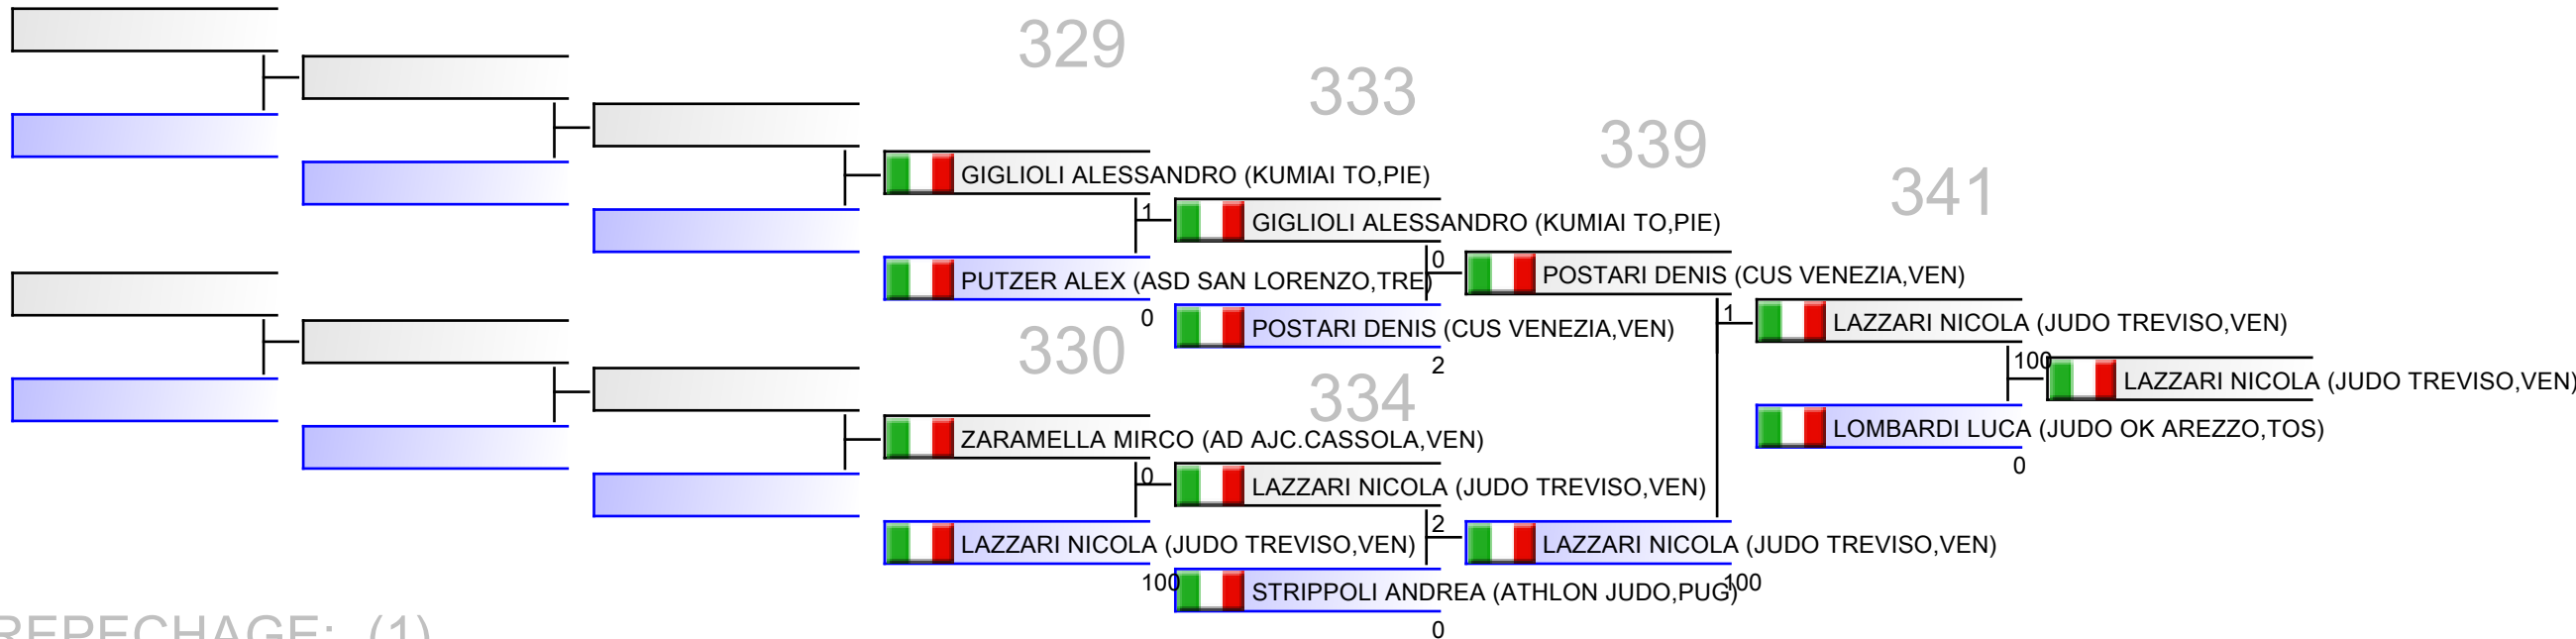 329
333
339
GIGLIOLI ALESSANDRO (KUMIAI TO,PIE)
341
1
GIGLIOLI ALESSANDRO (KUMIAI TO,PIE)
0
PUTZER ALEX (ASD SAN LORENZO,TRE)
POSTARI DENIS (CUS VENEZIA,VEN)
0
POSTARI DENIS (CUS VENEZIA,VEN)
1
LAZZARI NICOLA (JUDO TREVISO,VEN)
330
2
100
LAZZARI NICOLA (JUDO TREVISO,VEN)
334
ZARAMELLA MIRCO (AD AJC.CASSOLA,VEN)
LOMBARDI LUCA (JUDO OK AREZZO,TOS)
0
0
LAZZARI NICOLA (JUDO TREVISO,VEN)
2
LAZZARI NICOLA (JUDO TREVISO,VEN)
LAZZARI NICOLA (JUDO TREVISO,VEN)
100
STRIPPOLI ANDREA (ATHLON JUDO,PUG)
100
0
REPECHAGE: (1)